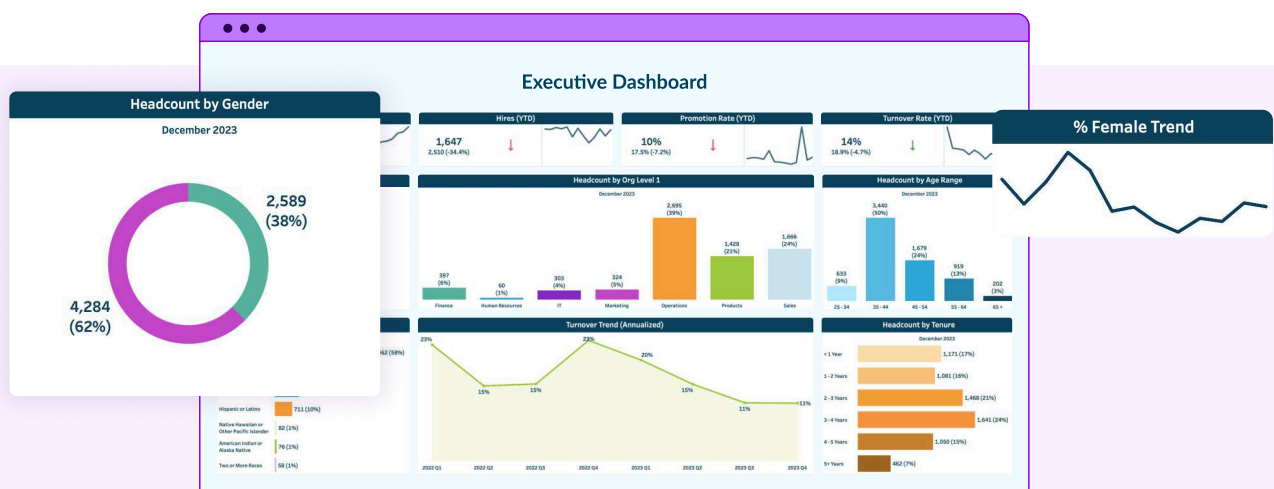 Executive Dashboard
Headcount by Gender
December 2023
2,589
(38%)
4,284
(62%)
Hires (YTD)
1,647
2,510 (-34.4%)
Promotion Rate (YTD)
10%
17.5% (-7.2%)
Turnover Rate (YTD)
14%
18.9% (-4.7%)
% Female Trend
Headcount by Org Level 1
December 2023
397
(6%)
60
(1%)
303
(4%)
324
(5%)
2,695
(39%)
1,428
(21%)
1,666
(24%)
Finance
Human Resources
IT
Marketing
Operations
Products
Sales
Headcount by Age Range
December 2023
633
(9%)
3,440
(50%)
1,679
(24%)
919
(13%)
202
(3%)
25 - 34
35 - 44
45 - 54
55 - 64
65 +
62 (58%)
Hispanic or Latino
711 (10%)
Native Hawaiian or
Other Pacific Islander
82 (1%)
American Indian or
Alaska Native
76 (1%)
Two or More Races
58 (1%)
Turnover Trend (Annualized)
23%
15%
15%
23%
20%
15%
11%
11%
2022 Q1
2022 Q2
2022 Q3
2022 Q4
2023 Q1
2023 Q2
2023 Q3
2023 Q4
Headcount by Tenure
December 2023
< 1 Year
1,171 (17%)
1 - 2 Years
1,081 (16%)
2 - 3 Years
1,468 (21%)
3 - 4 Years
1,641 (24%)
4 - 5 Years
1,050 (15%)
5+ Years
462 (7%)